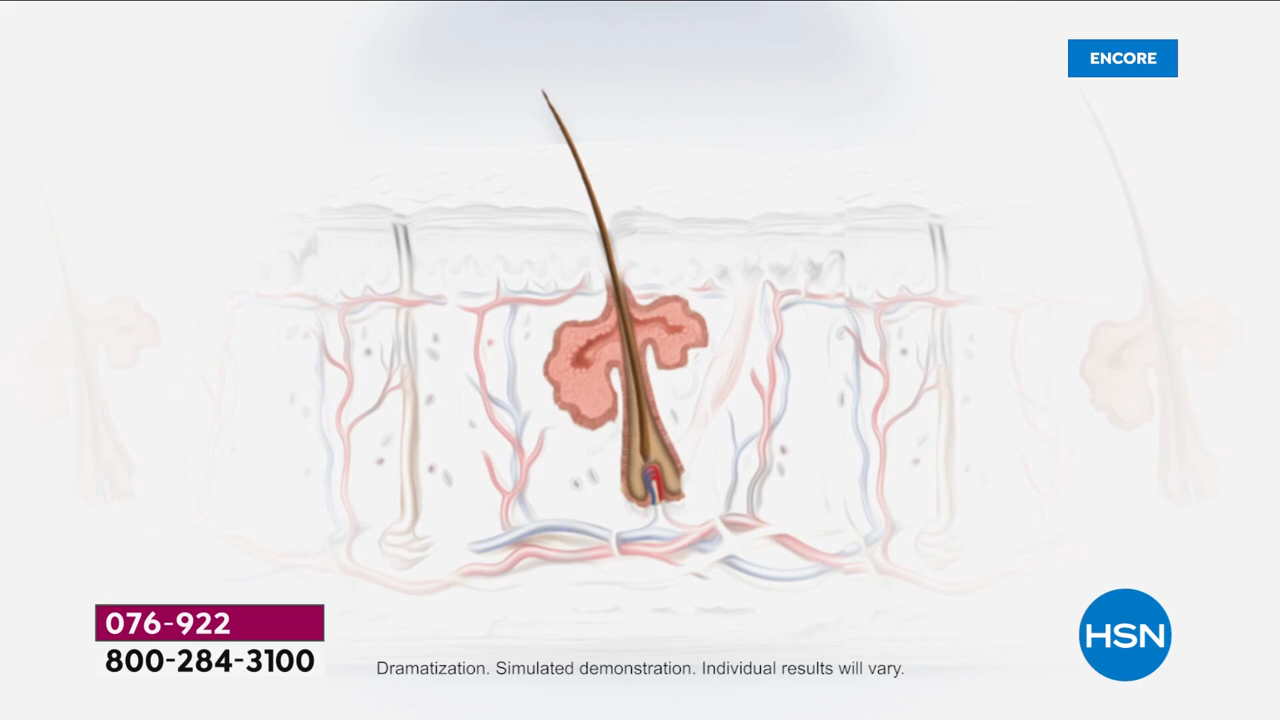 ENCORE
076-922
800-284-3100
Dramatization. Simulated demonstration. Individual results will vary.
HSN